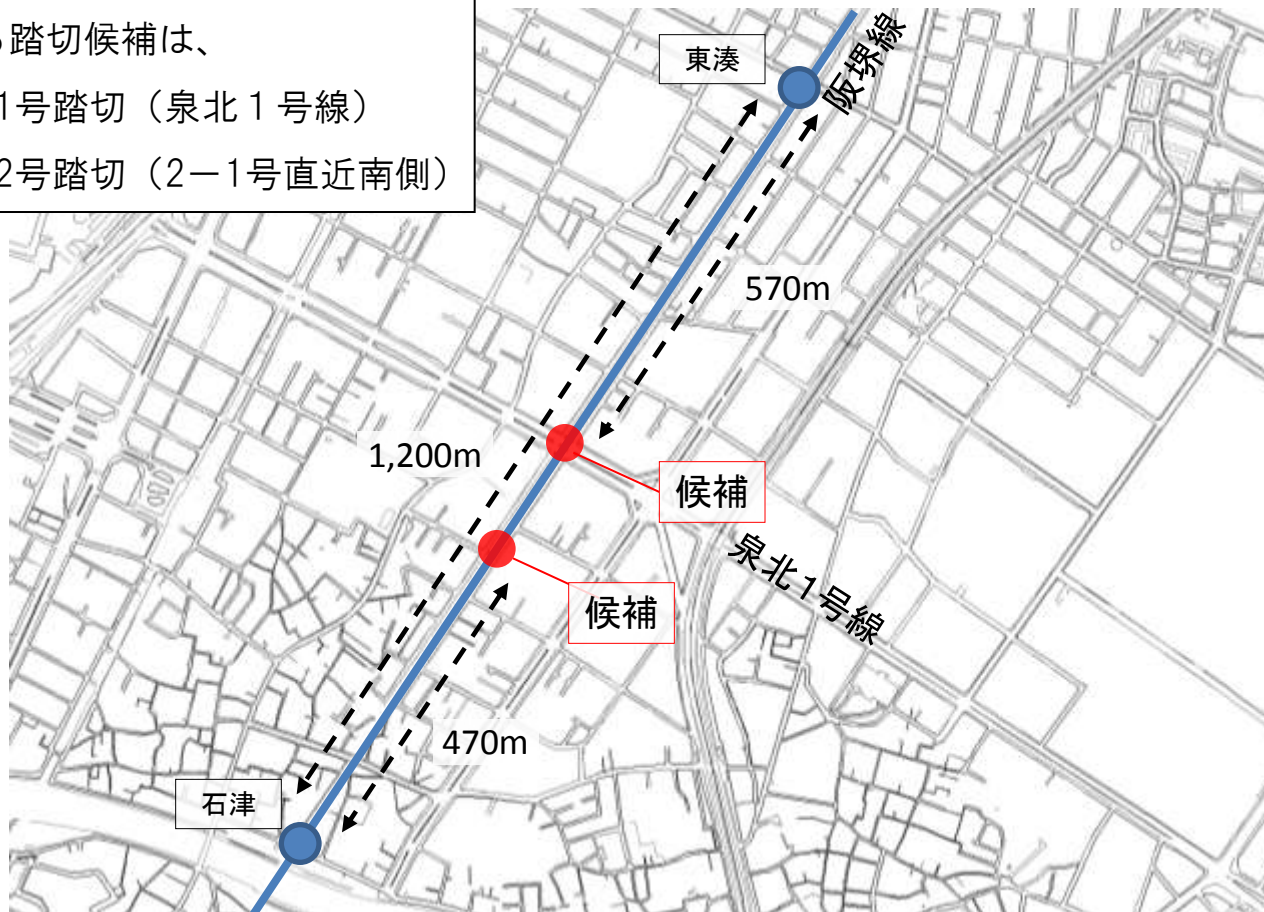 踏切候補は、
1号踏切（泉北１号線）
2号踏切（2－1号直近南側）
東湊
阪堺線
570m
1,200m
候補
泉北１号線
候補
470m
石津